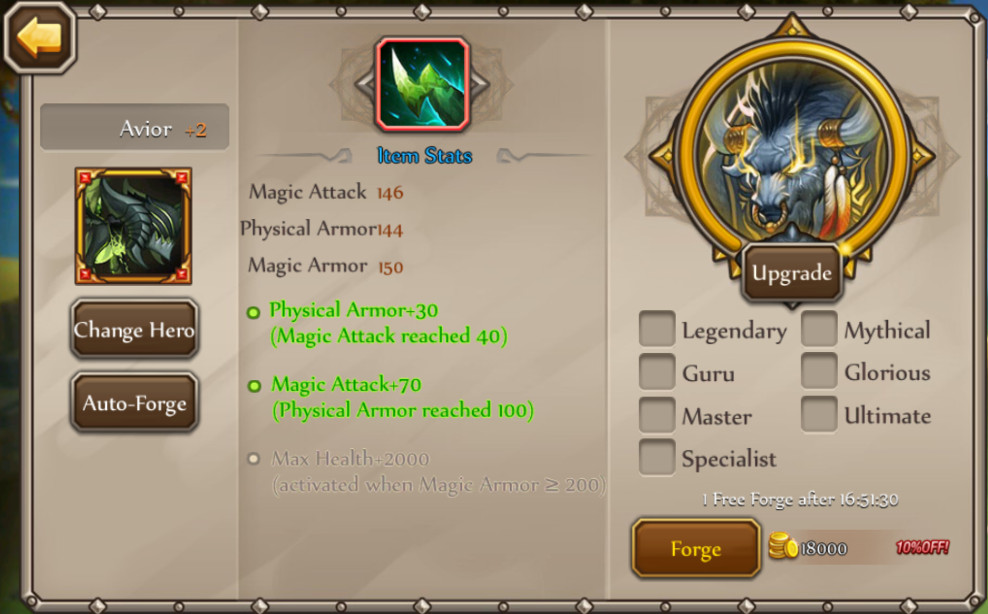 Avior +2
Change Hero
Auto-Forge
Item Stats
Magic Attack 146
Physical Armor144
Magic Armor 150
Physical Armor+30
(Magic Attack reached 40)
Magic Attack+70
(Physical Armor reached 100)
Max Health+2000
(activated when Magic Armor ≥ 200)
Upgrade
Legendary Mythical
Guru Glorious
Master Ultimate
Specialist
1 Free Forge after 16:51:30
Forge 18000 10%OFF!